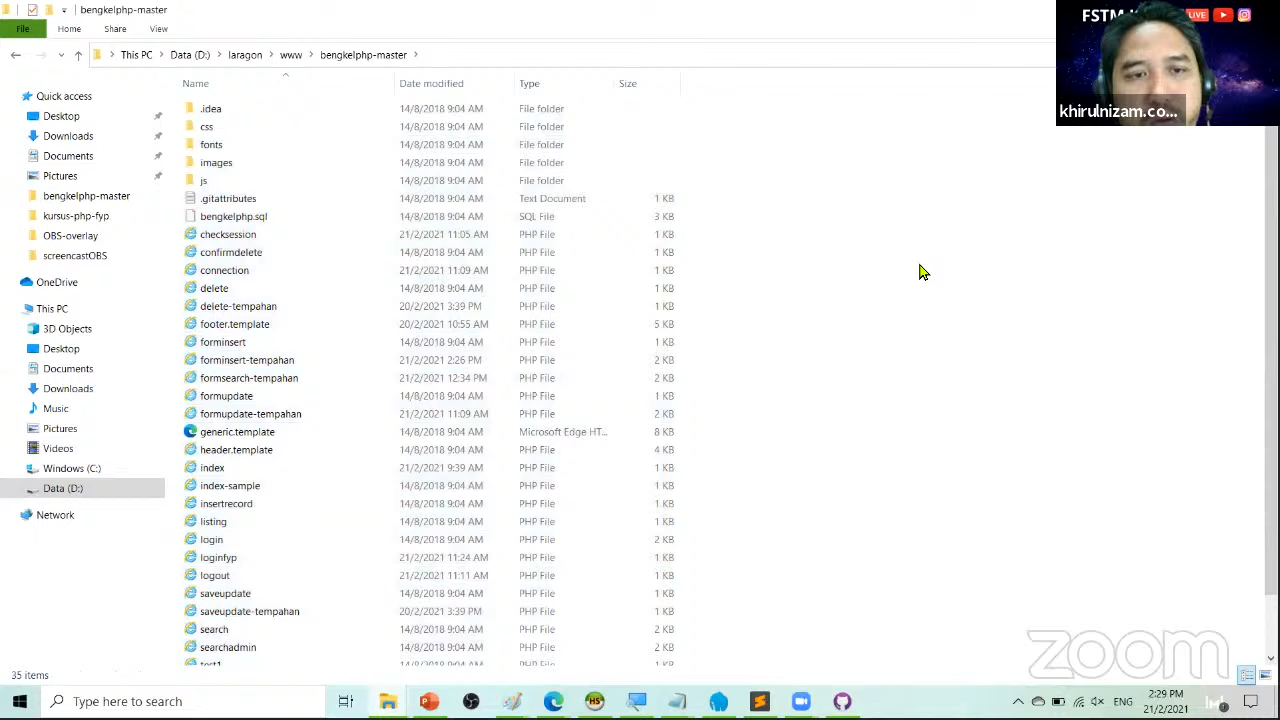 bengkelphp-master
File Home Share View
This PC > Data (D:) > laragon > www > bengkelphp-master >
FSTM
LIVE
khirulnizam.co...
Name Date modified Type Size
Quick access
Desktop
Downloads
Documents
Pictures
bengkelphp-master
kursus-php-fyp
OBS-overlay
screencastOBS
OneDrive
This PC
3D Objects
Desktop
Documents
Downloads
Music
Pictures
Videos
Windows (C:)
Data (D:)
Network
.idea 14/8/2018 9:04 AM File folder
css 14/8/2018 9:04 AM File folder
fonts 14/8/2018 9:04 AM File folder
images 14/8/2018 9:04 AM File folder
js 14/8/2018 9:04 AM File folder
.gitattributes 14/8/2018 9:04 AM Text Document 1 KB
bengkelphp.sql 14/8/2018 9:04 AM SQL File 3 KB
checksession 21/2/2021 11:05 AM PHP File 1 KB
confirmdelete 14/8/2018 9:04 AM PHP File 1 KB
connection 21/2/2021 11:09 AM PHP File 1 KB
delete 14/8/2018 9:04 AM PHP File 1 KB
delete-tempahan 20/2/2021 3:39 PM PHP File 1 KB
footer.template 20/2/2021 10:55 AM PHP File 5 KB
forminsert 14/8/2018 9:04 AM PHP File 1 KB
forminsert-tempahan 21/2/2021 2:26 PM PHP File 2 KB
formsearch-tempahan 21/2/2021 12:34 PM PHP File 2 KB
formupdate 14/8/2018 9:04 AM PHP File 1 KB
formupdate-tempahan 21/2/2021 11:09 AM PHP File 2 KB
generic.template 14/8/2018 9:04 AM Microsoft Edge HT... 8 KB
header.template 14/8/2018 9:04 AM PHP File 4 KB
index 21/2/2021 9:39 AM PHP File 1 KB
index-sample 14/8/2018 9:04 AM PHP File 1 KB
insertrecord 14/8/2018 9:04 AM PHP File 1 KB
listing 14/8/2018 9:04 AM PHP File 1 KB
login 14/8/2018 9:04 AM PHP File 2 KB
loginfyp 21/2/2021 11:24 AM PHP File 1 KB
logout 21/2/2021 11:11 AM PHP File 1 KB
saveupdate 14/8/2018 9:04 AM PHP File 1 KB
saveupdate-tempahan 20/2/2021 3:39 PM PHP File 1 KB
search 14/8/2018 9:04 AM PHP File 2 KB
searchadmin 14/8/2018 9:04 AM PHP File 2 KB
35 items
zoom
Type here to search
ENG
2:29 PM
21/2/2021